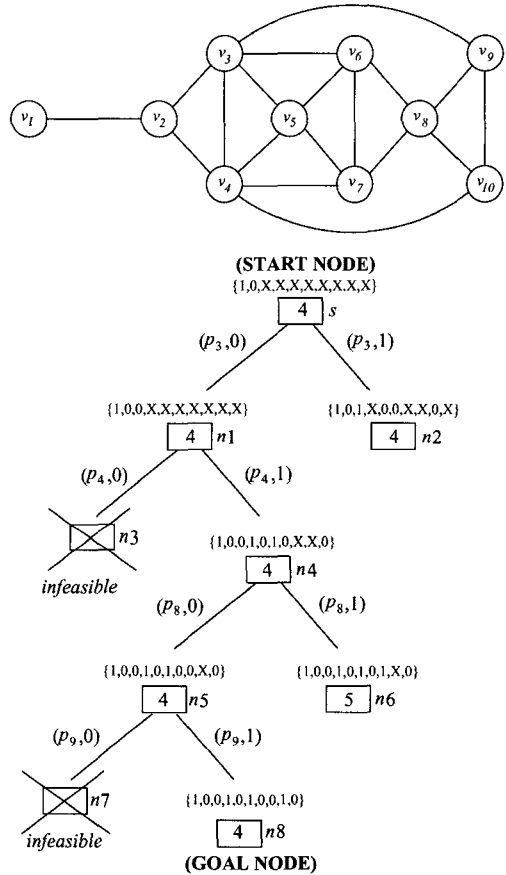 v3 v6 v9
v1 v2 v5 v8
v4 v7 v10
(START NODE)
{1,0,X,X,X,X,X,X,X,X}
4 s
(p3,0) (p3,1)
{1,0,0,X,X,X,X,X,X,X} {1,0,1,X,0,0,X,X,0,X}
4 n1 4 n2
(p4,0) (p4,1)
n3
infeasible
{1,0,0,1,0,1,0,X,X,0}
4 n4
(p8,0) (p8,1)
{1,0,0,1,0,1,0,0,X,0} {1,0,0,1,0,1,0,1,X,0}
4 n5 5 n6
(p9,0) (p9,1)
n7
infeasible
{1,0,0,1,0,1,0,0,1,0}
4 n8
(GOAL NODE)